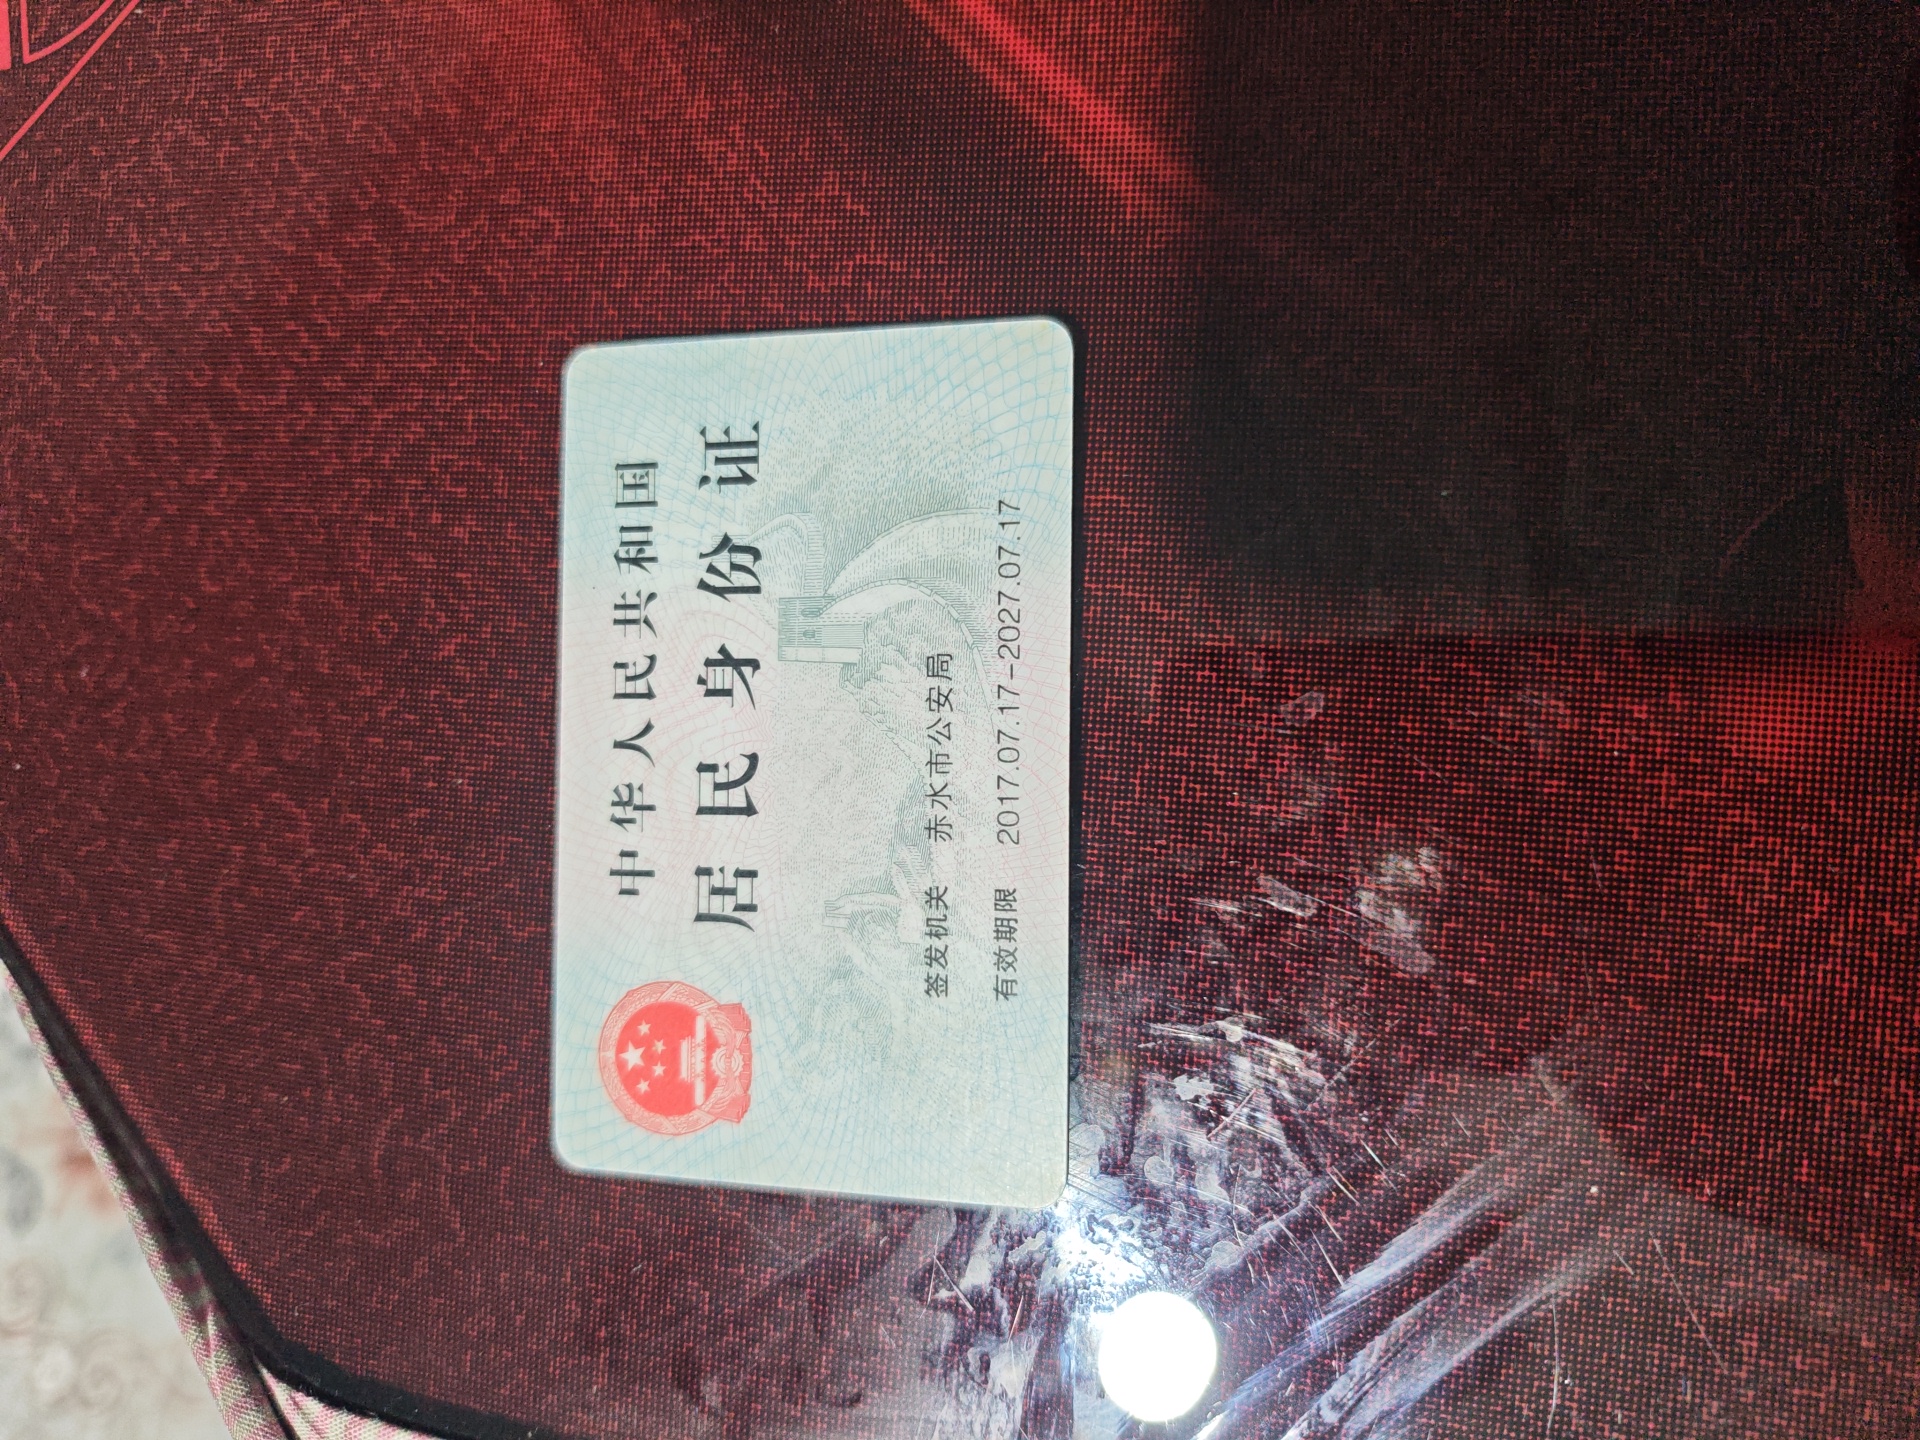 中华人民共和国
居民身份证
签发机关 赤水市公安局
有效期限 2017.07.17-2027.07.17